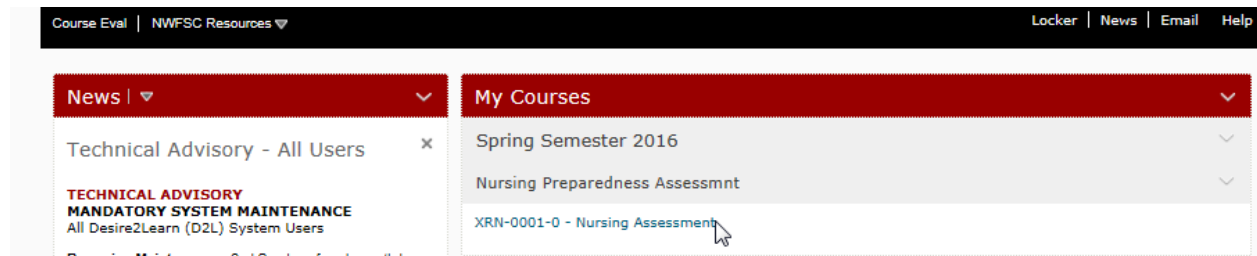 Course Eval | NWFSC Resources
Locker | News | Email Help
News
Technical Advisory - All Users
TECHNICAL ADVISORY
MANDATORY SYSTEM MAINTENANCE
All Desire2Learn (D2L) System Users
My Courses
Spring Semester 2016
Nursing Preparedness Assessmnt
XRN-0001-0 - Nursing Assessment